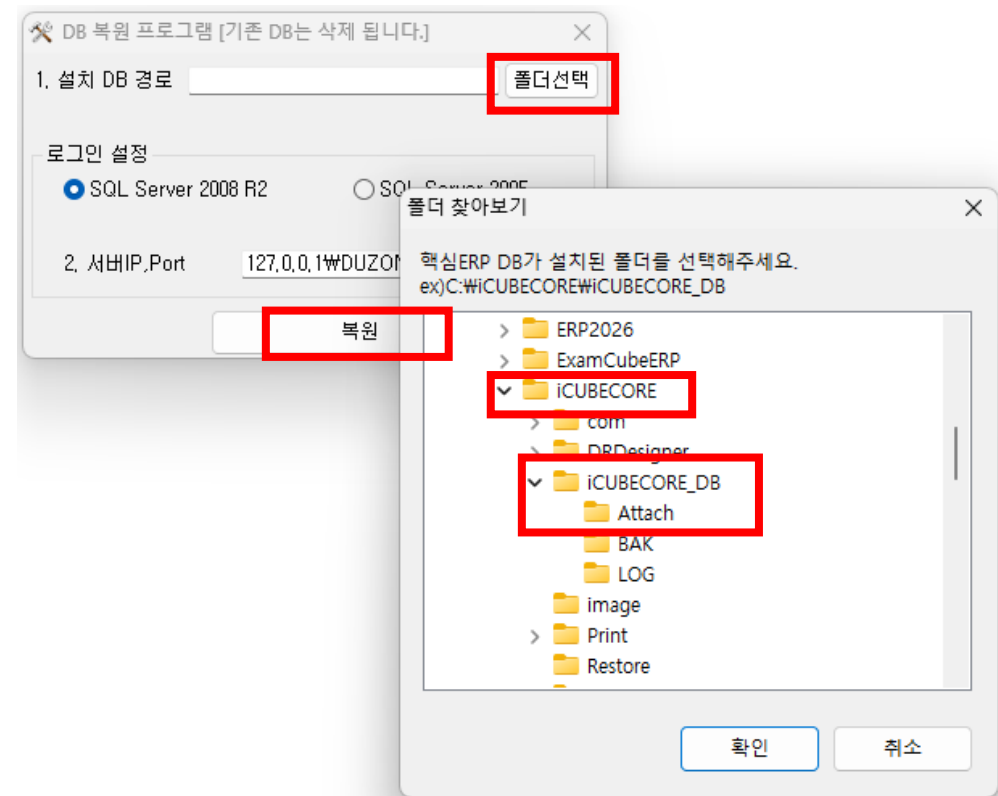 DB 복원 프로그램 [기존 DB는 삭제 됩니다.]
1. 설치 DB 경로
폴더선택
로그인 설정
SQL Server 2008 R2
폴더 찾아보기
2. 서버IP,Port
127.0.0.1₩DUZON
핵심ERP DB가 설치된 폴더를 선택해주세요.
ex)C:₩iCUBECORE₩iCUBECORE_DB
복원
ERP2026
ExamCubeERP
iCUBECORE
com
DRDesigner
iCUBECORE_DB
Attach
BAK
LOG
image
Print
Restore
확인
취소